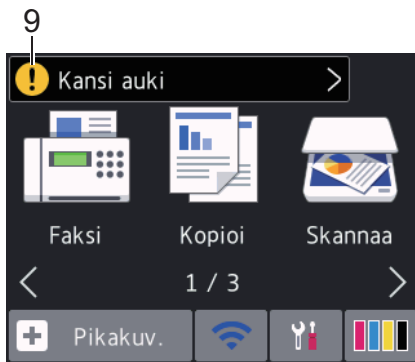 9
! Kansi auki >
Faksi Kopioi Skannaa
< 1 / 3 >
+ Pikakuv.